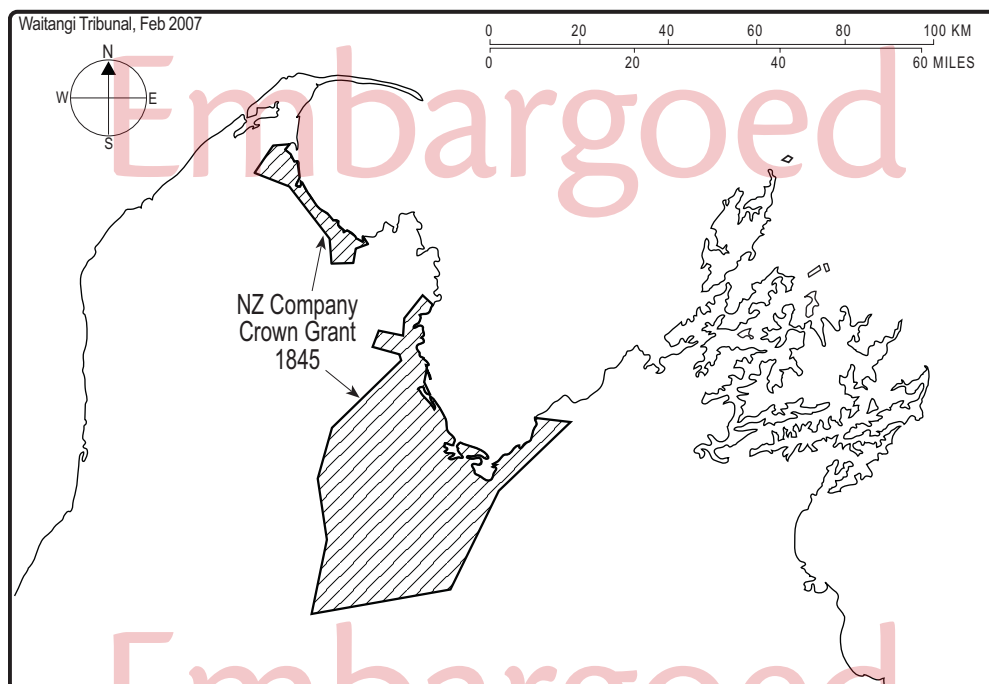 Waitangi Tribunal, Feb 2007
N
W E
S
0 20 40 60 80 100 KM
0 20 40 60 MILES
Embargoed
NZ Company
Crown Grant
1845
Embargoed